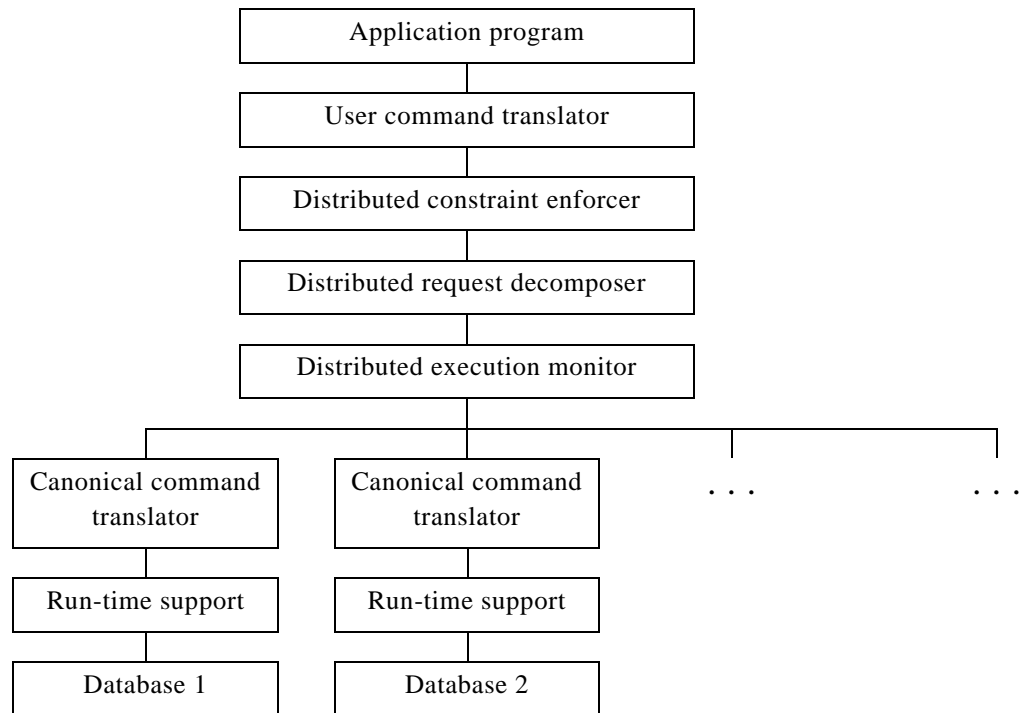 Application program
User command translator
Distributed constraint enforcer
Distributed request decomposer
Distributed execution monitor
Canonical command
translator
Canonical command
translator
. . .
. . .
Run-time support
Run-time support
Database 1
Database 2